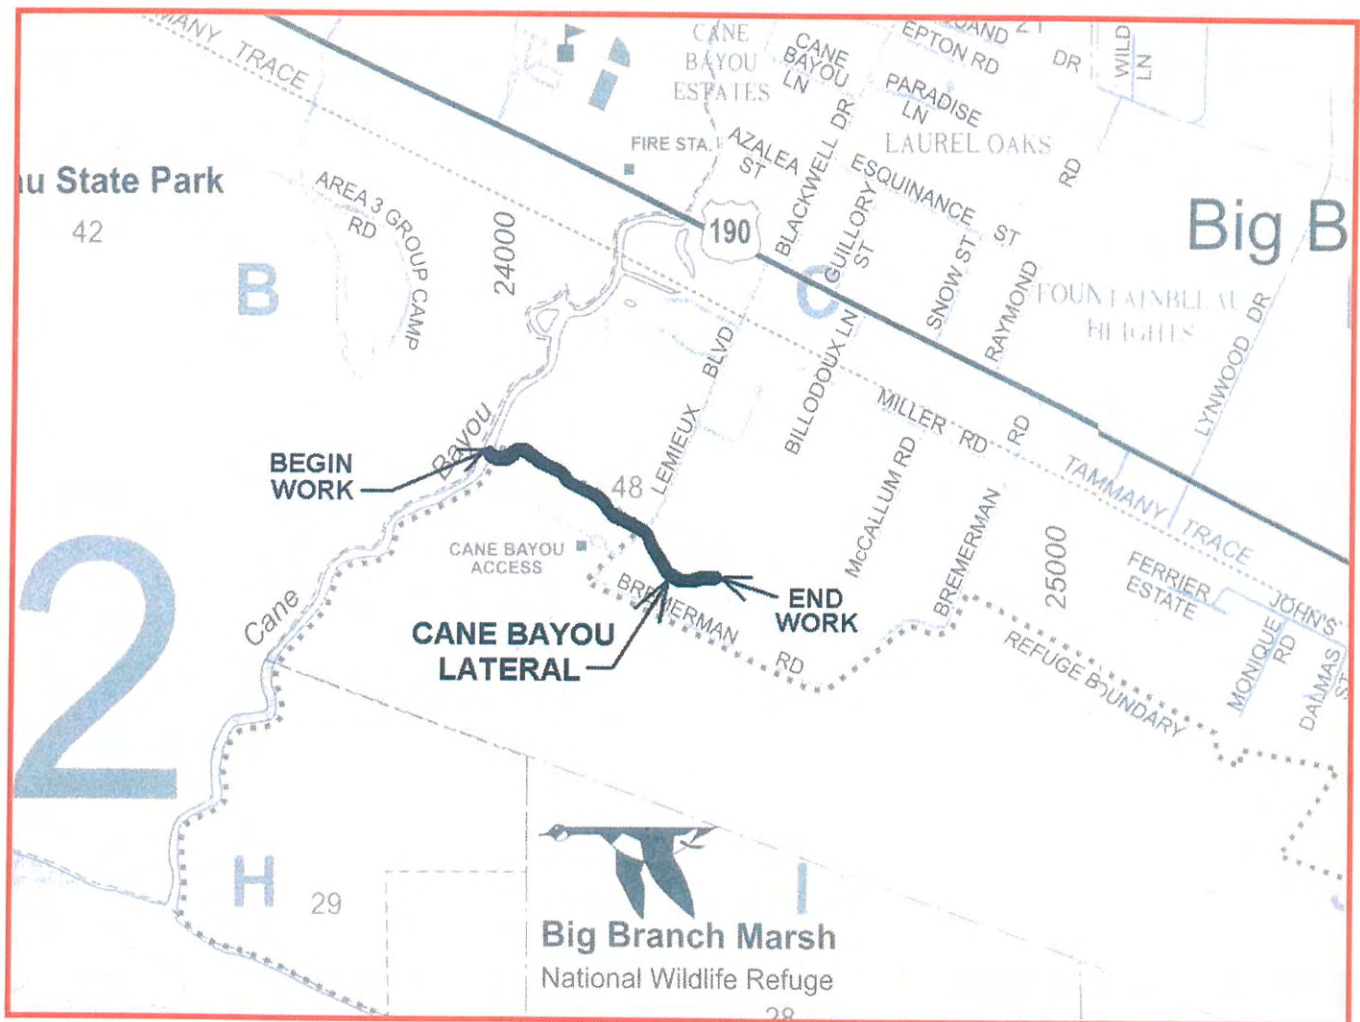 MANY TRACE
CANE
BAYOU
ESTATES
CANE
BAYOU
LN
EPTON RD
DR
WILD
LN
PARADISE
LN
LAUREL OAKS
FIRE STA.
AZALEA
ST
BLACKWELL DR
GUILLORY
ST
ESQUINANCE
ST
RD
SNOW ST
RAYMOND
au State Park
42
AREA 3 GROUP CAMP
RD
24000
190
Big B
B
C
FOUNTAINBLEAU
HEIGHTS
LYNWOOD DR
LEMIEUX BLVD
BILLODOUX LN
MILLER RD
RD
McCALLUM RD
BREMERMAN
TAMMANY TRACE
Bayou
BEGIN
WORK
48
CANE BAYOU
ACCESS
25000
FERRIER
ESTATE
JOHN'S
MONIQUE
RD
DALMAS
ST
2
Cane
BREMERMAN
RD
END
WORK
CANE BAYOU
LATERAL
REFUGE BOUNDARY
H
29
I
Big Branch Marsh
National Wildlife Refuge
28